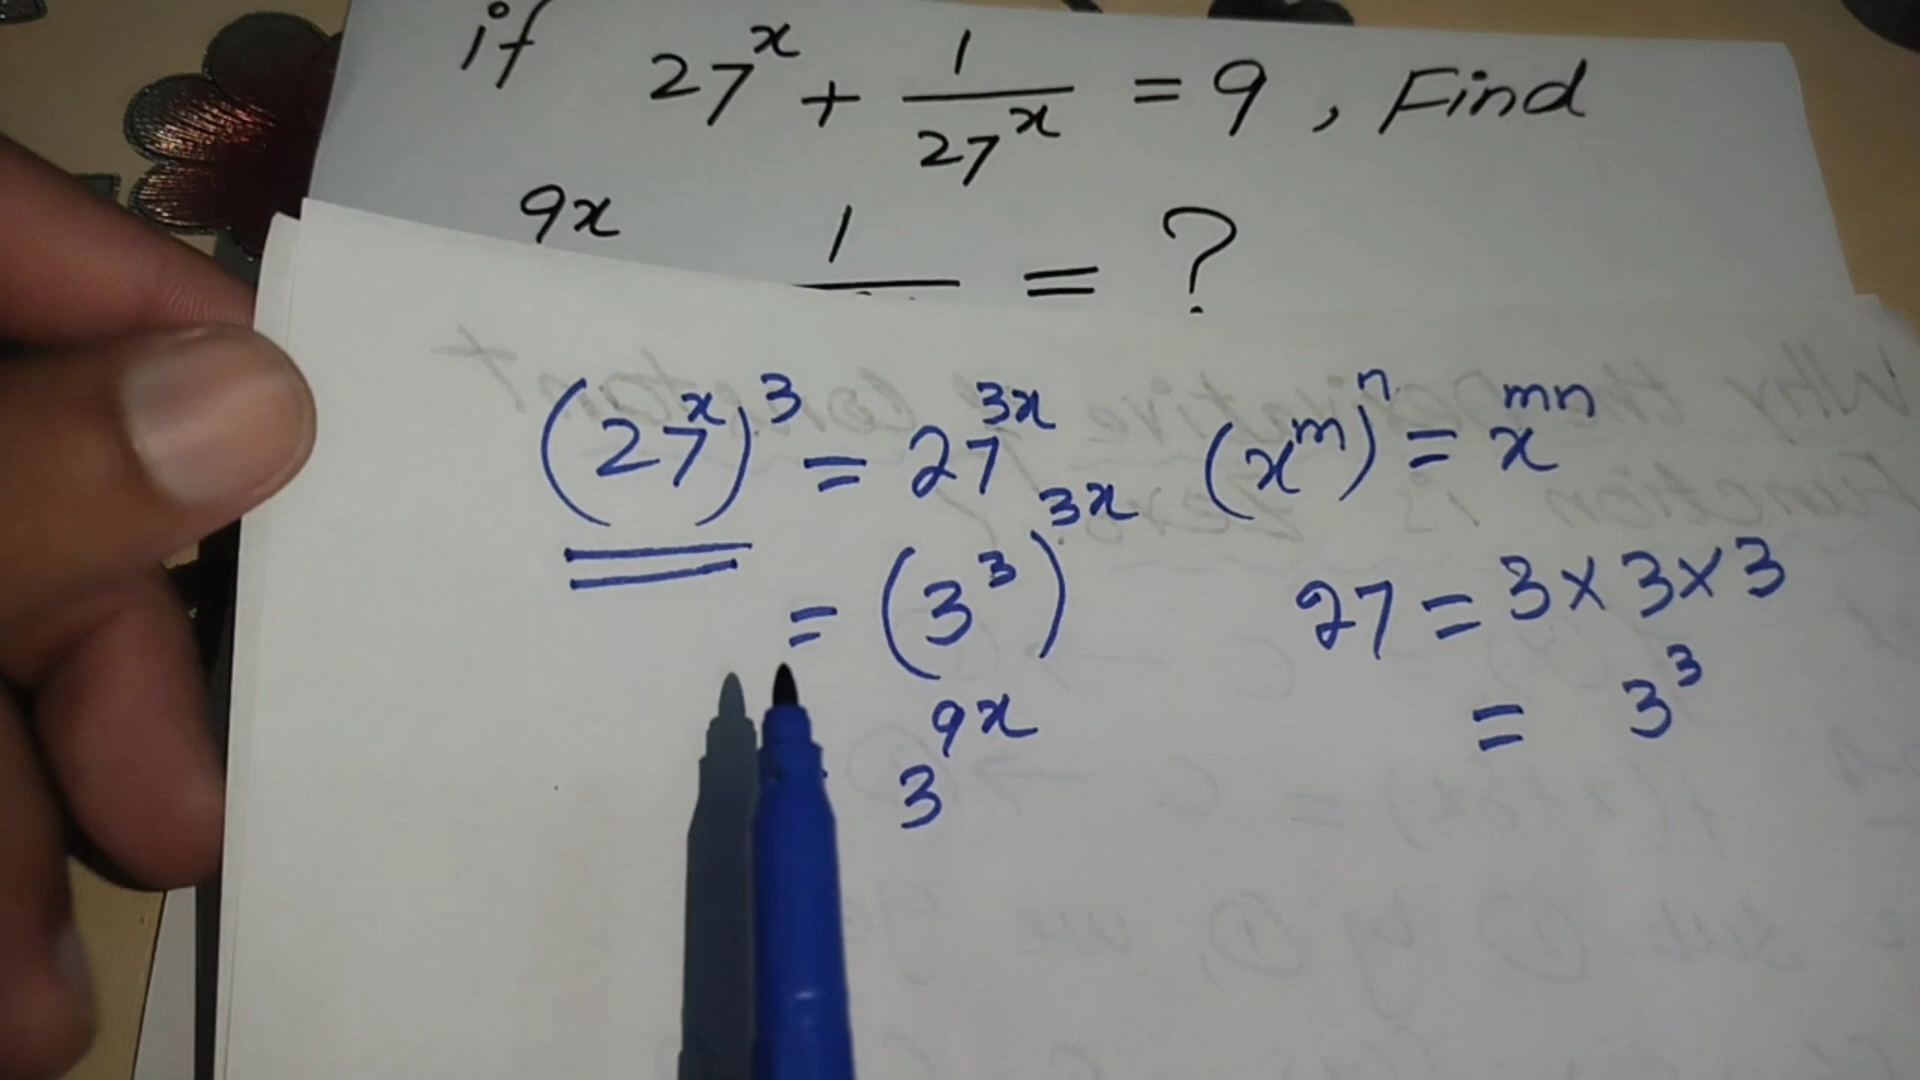 if 27^x + 1/27^x = 9, Find
9x 1/ = ?
(27^x)^3 = 27^3x (x^m)^n = x^mn
= (3^3)^3x 27 = 3×3×3
3^9x = 3^3